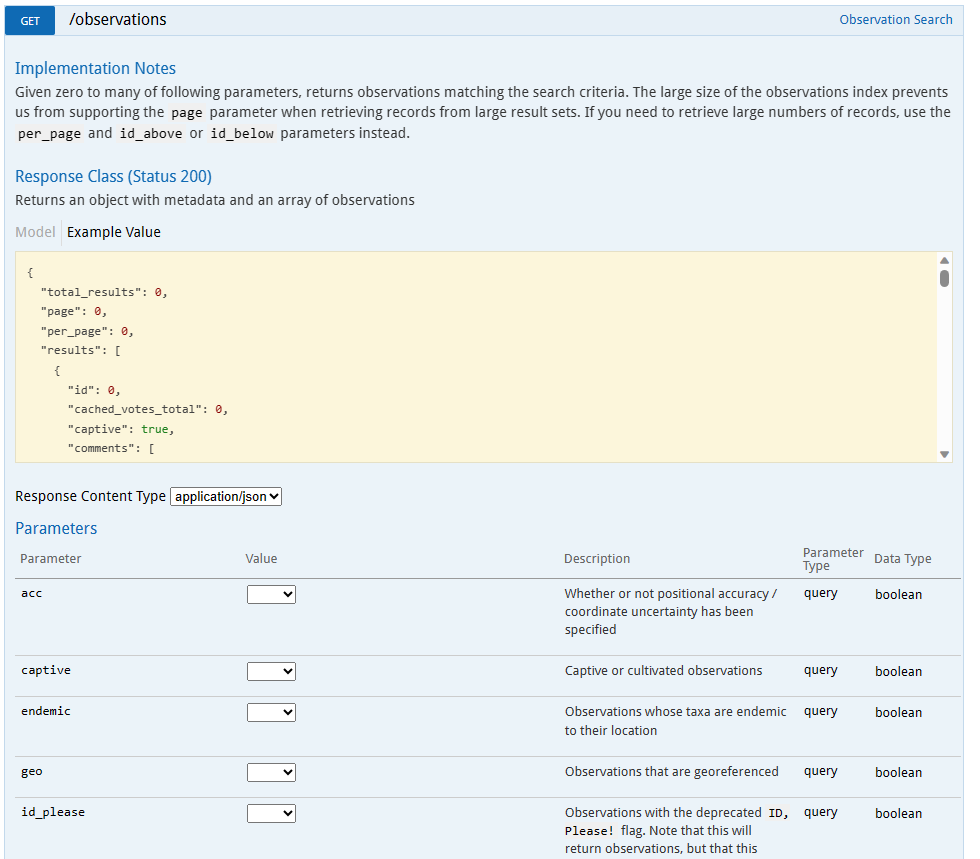 GET /observations Observation Search
Implementation Notes
Given zero to many of following parameters, returns observations matching the search criteria. The large size of the observations index prevents
us from supporting the page parameter when retrieving records from large result sets. If you need to retrieve large numbers of records, use the
per_page and id_above or id_below parameters instead.
Response Class (Status 200)
Returns an object with metadata and an array of observations
Model Example Value
{
"total_results": 0,
"page": 0,
"per_page": 0,
"results": [
{
"id": 0,
"cached_votes_total": 0,
"captive": true,
"comments": [
Response Content Type application/json
Parameters
Parameter Value Description Parameter Type Data Type
acc Whether or not positional accuracy / query boolean
coordinate uncertainty has been
specified
captive Captive or cultivated observations query boolean
endemic Observations whose taxa are endemic query boolean
to their location
geo Observations that are georeferenced query boolean
id_please Observations with the deprecated ID, query boolean
Please! flag. Note that this will
return observations, but that this